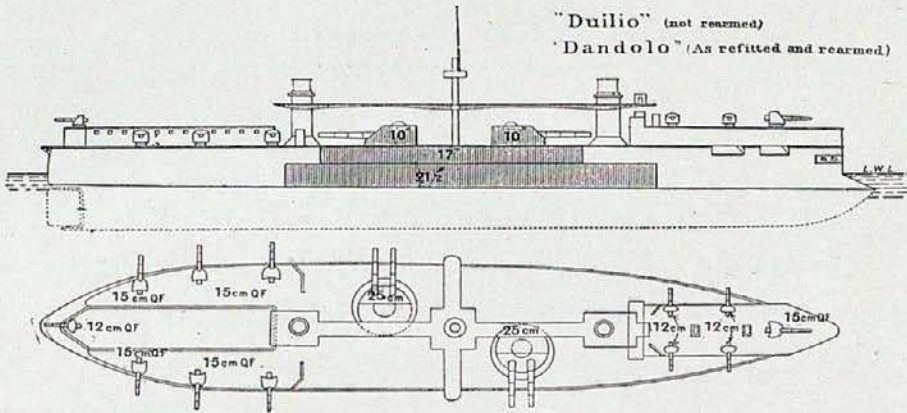 "Duilio" (not rearmed)
'Dandolo" (As refitted and rearmed)
10 10
17
21½
L.W.L
15cm QF 15cm QF 25cm
12cm QF 25cm 12cm 12cm 15cm QF
15cm QF 15cm QF